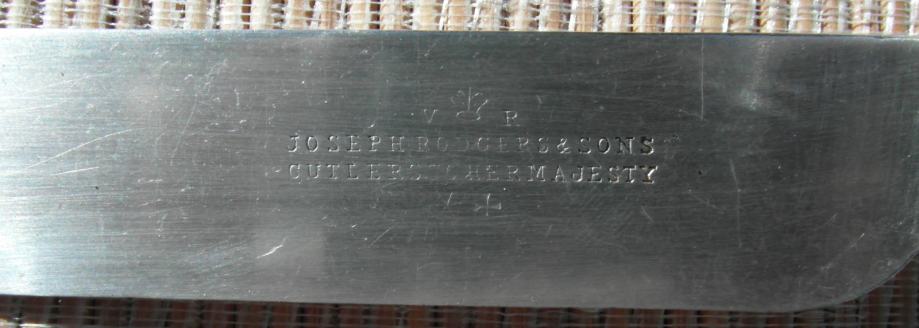 V R
JOSEPH RODGERS & SONS
CUTLERS TO HER MAJESTY